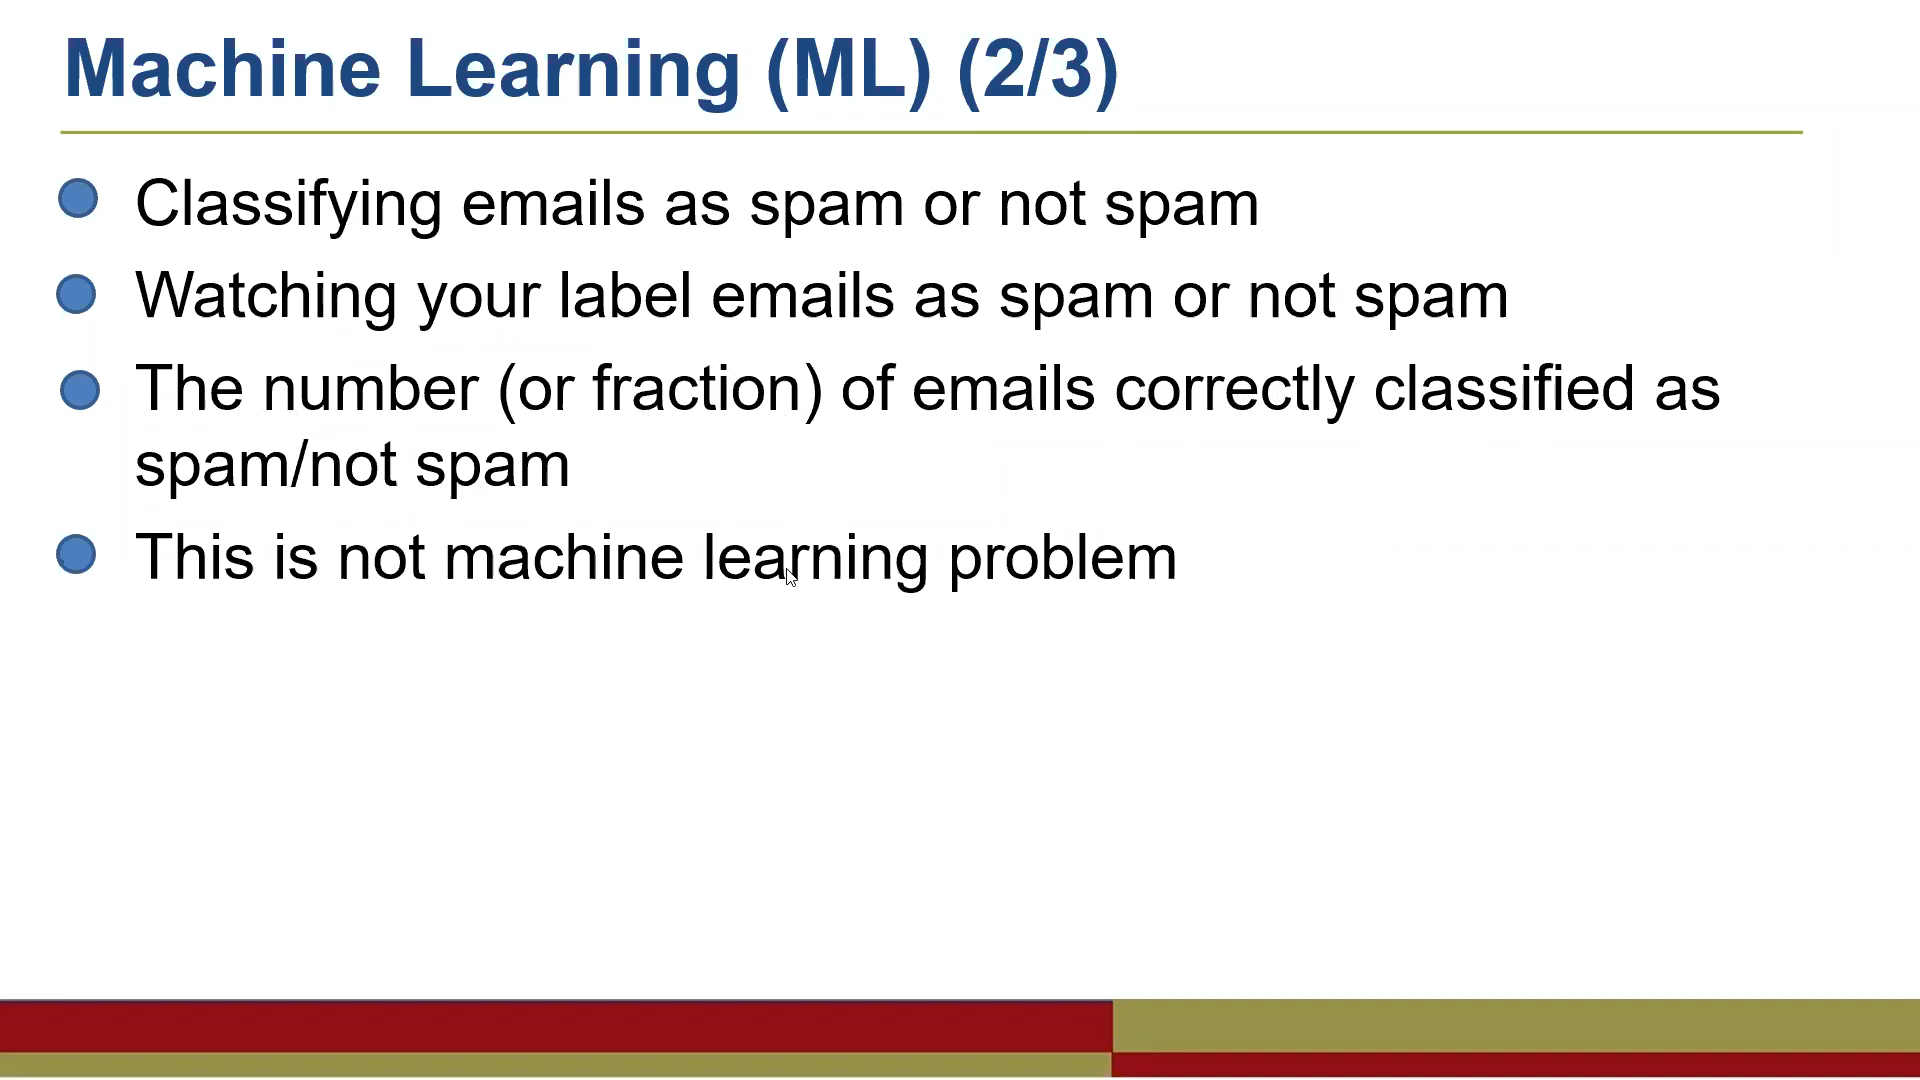 Machine Learning (ML) (2/3)
Classifying emails as spam or not spam
Watching your label emails as spam or not spam
The number (or fraction) of emails correctly classified as
spam/not spam
This is not machine learning problem